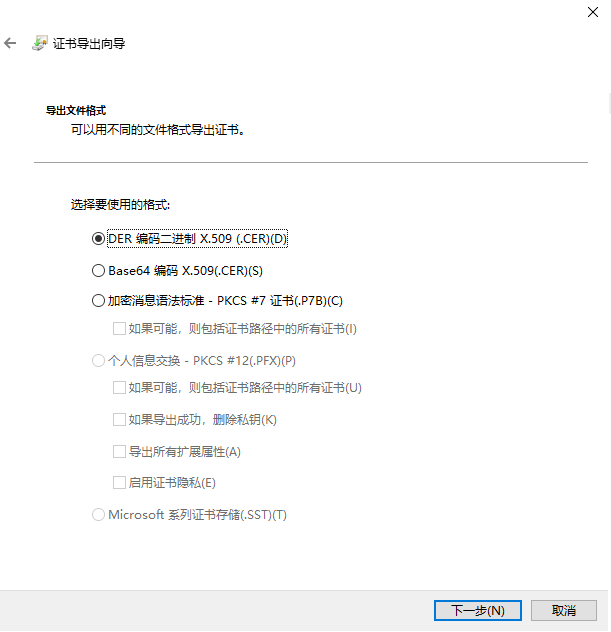 证书导出向导
导出文件格式
可以用不同的文件格式导出证书。
选择要使用的格式:
DER 编码二进制 X.509 (.CER)(D)
Base64 编码 X.509(.CER)(S)
加密消息语法标准 - PKCS #7 证书(.P7B)(C)
如果可能，则包括证书路径中的所有证书(I)
个人信息交换 - PKCS #12(.PFX)(P)
如果可能，则包括证书路径中的所有证书(U)
如果导出成功，删除私钥(K)
导出所有扩展属性(A)
启用证书隐私(E)
Microsoft 系列证书存储(.SST)(T)
下一步(N)
取消